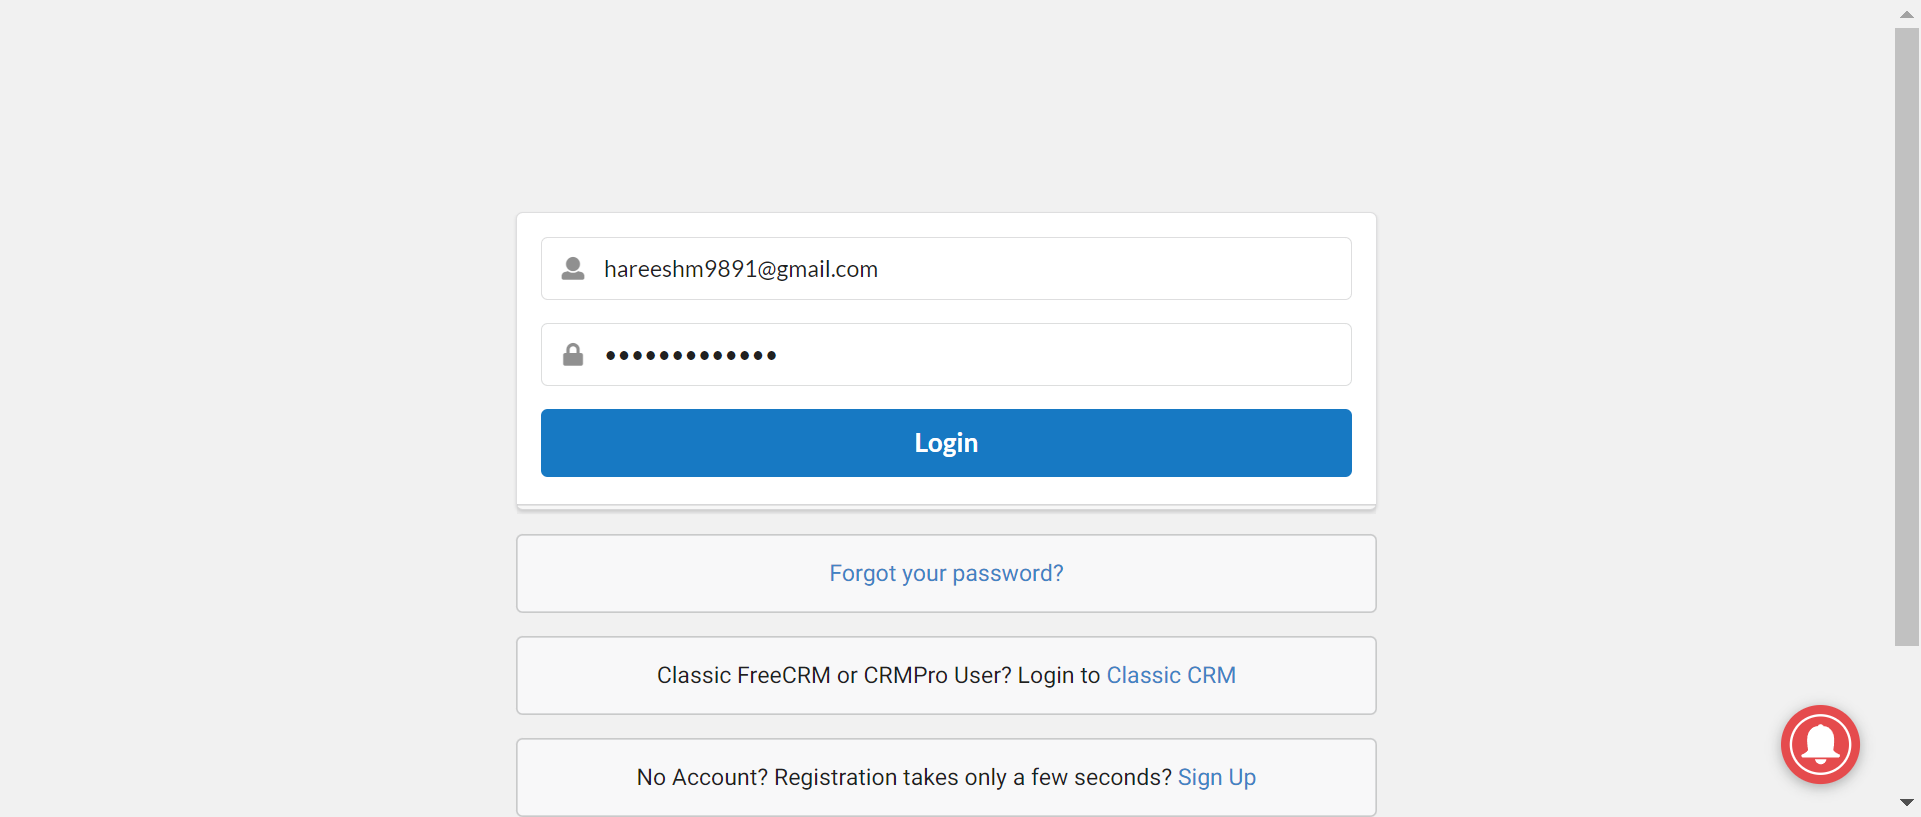 hareeshm9891@gmail.com
•••••••••••••
Login
Forgot your password?
Classic FreeCRM or CRMPro User? Login to Classic CRM
No Account? Registration takes only a few seconds? Sign Up